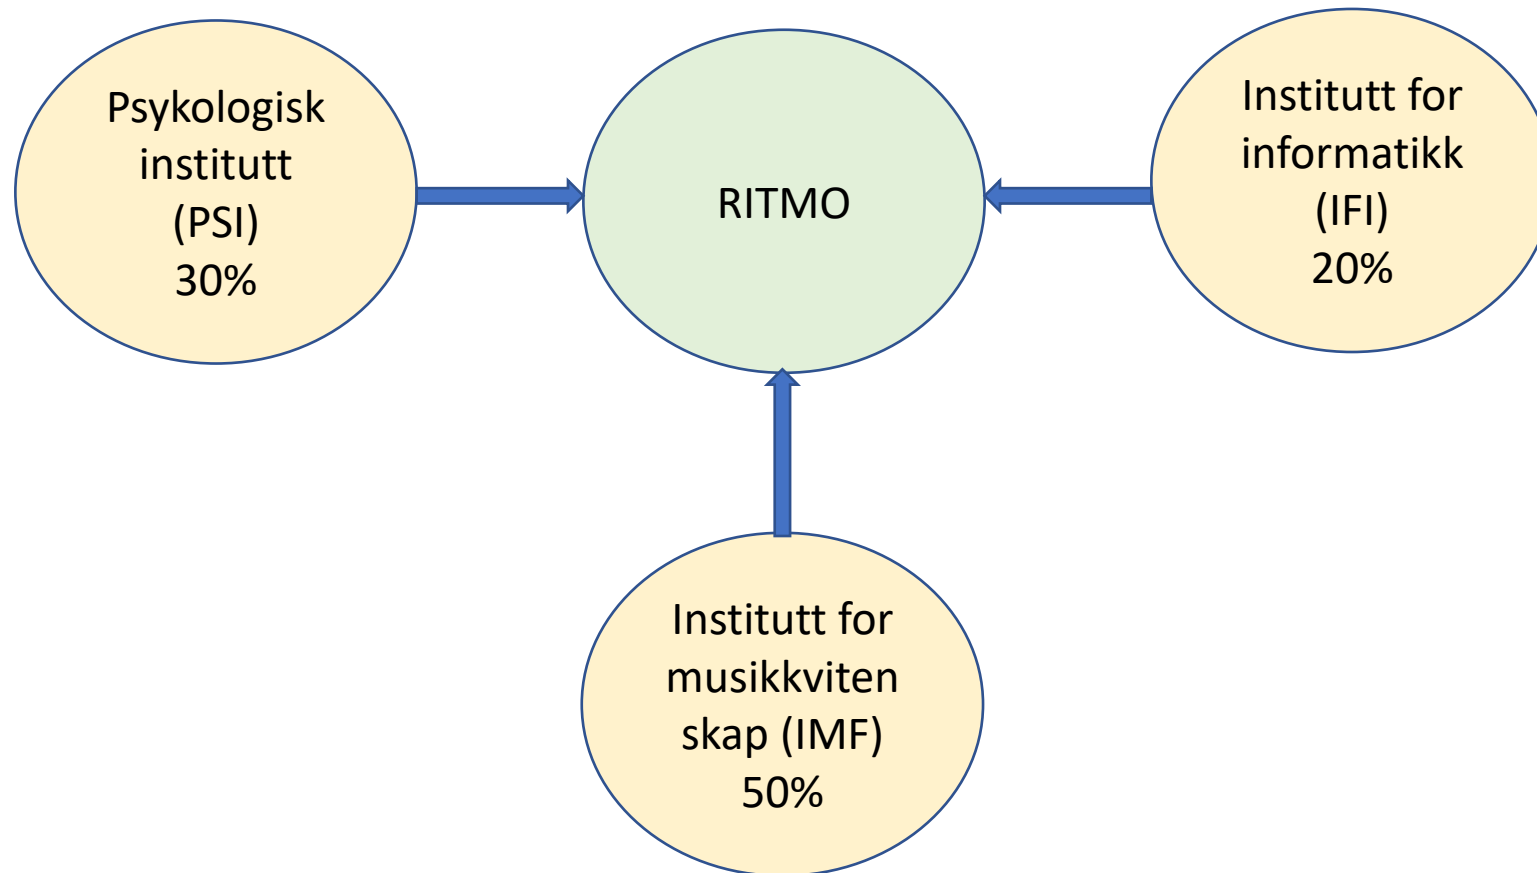 Psykologisk
institutt
(PSI)
30%
RITMO
Institutt for
informatikk
(IFI)
20%
Institutt for
musikkviten
skap (IMF)
50%